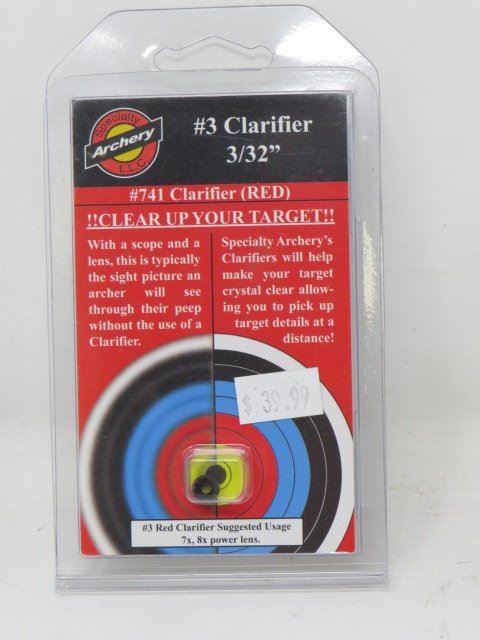 Specialty
Archery
L.L.C.
#3 Clarifier
3/32”
#741 Clarifier (RED)
!!CLEAR UP YOUR TARGET!!
With a scope and a
lens, this is typically
the sight picture an
archer will see
through their peep
without the use of a
Clarifier.
Specialty Archery’s
Clarifiers will help
make your target
crystal clear allow-
ing you to pick up
target details at a
distance!
$ 39.99
#3 Red Clarifier Suggested Usage
7x, 8x power lens.